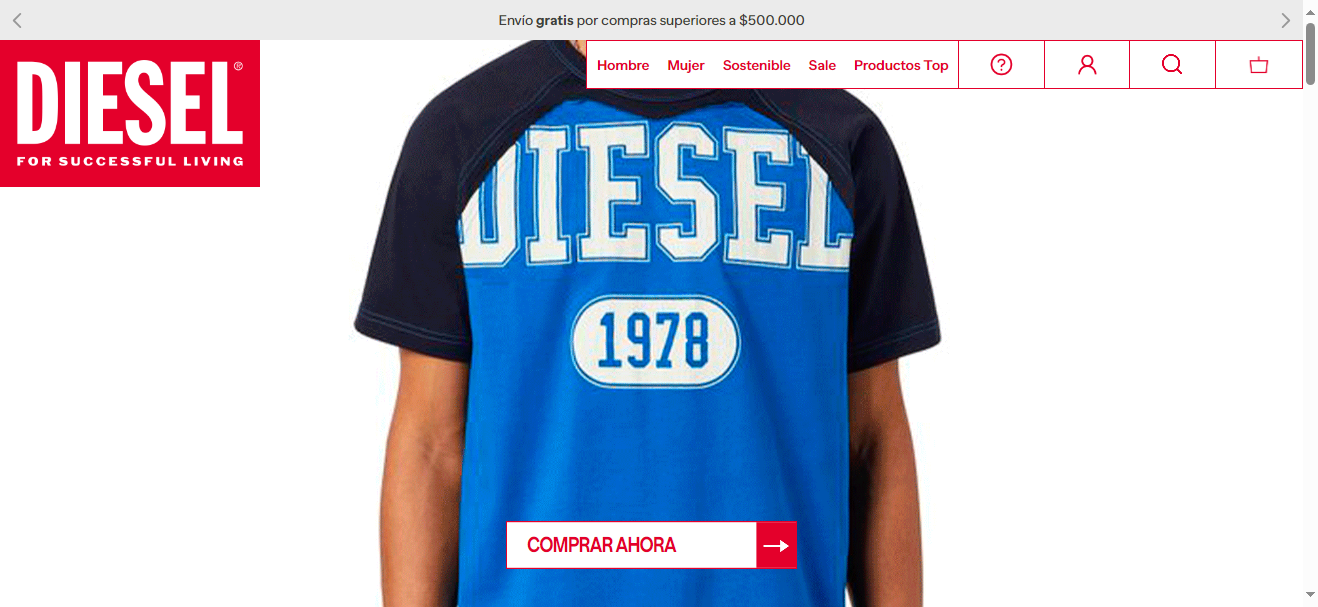 Envío gratis por compras superiores a $500.000
DIESEL®
FOR SUCCESSFUL LIVING
Hombre Mujer Sostenible Sale Productos Top
DIESEL
1978
COMPRAR AHORA